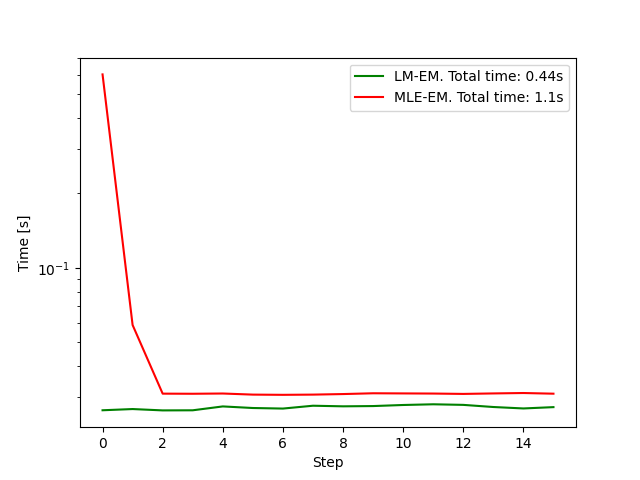 LM-EM. Total time: 0.44s
MLE-EM. Total time: 1.1s
Time [s]
10⁻¹
0 2 4 6 8 10 12 14
Step